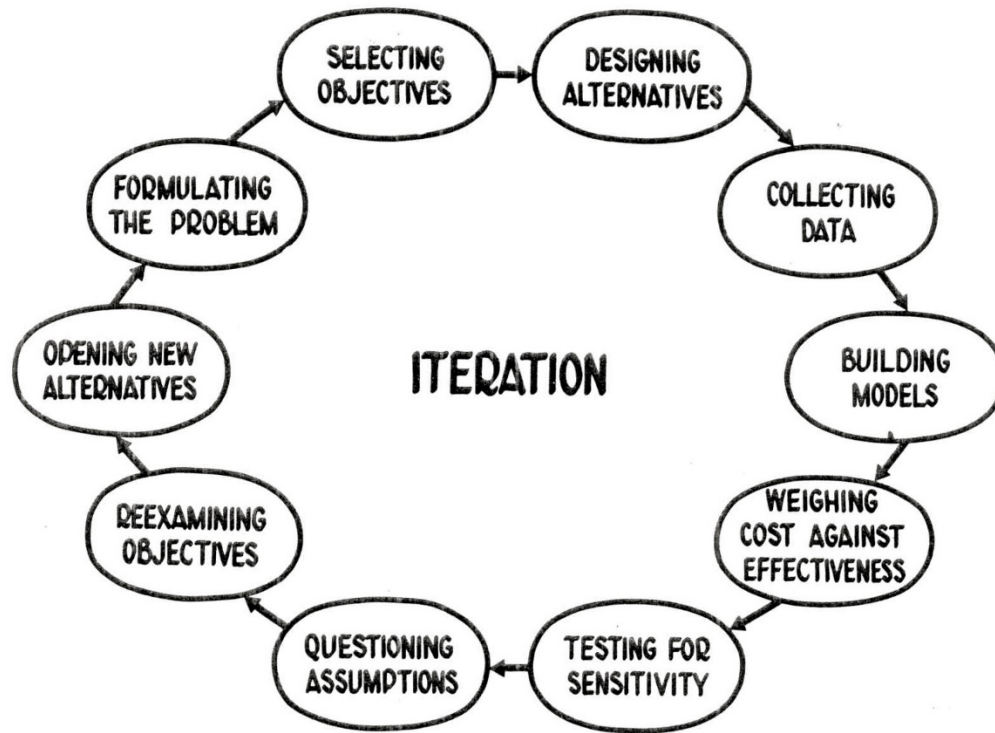 SELECTING
OBJECTIVES
DESIGNING
ALTERNATIVES
COLLECTING
DATA
BUILDING
MODELS
WEIGHING
COST AGAINST
EFFECTIVENESS
TESTING FOR
SENSITIVITY
QUESTIONING
ASSUMPTIONS
REEXAMINING
OBJECTIVES
OPENING NEW
ALTERNATIVES
FORMULATING
THE PROBLEM
ITERATION